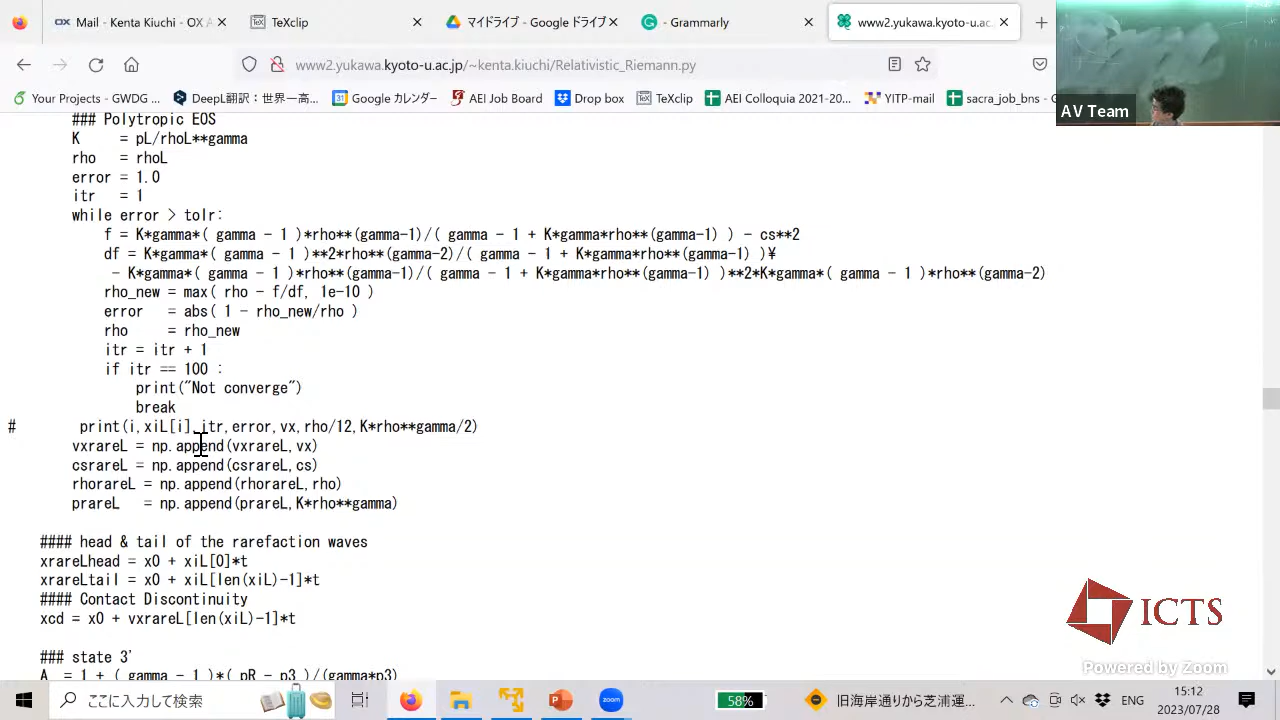 Mail - Kenta Kiuchi - OX A
TeXclip
マイドライブ - Google ドライブ
- Grammarly
www2.yukawa.kyoto-u.ac.
www2.yukawa.kyoto-u.ac.jp/~kenta.kiuchi/Relativistic_Riemann.py
AV Team
Your Projects - GWDG ...
DeepL翻訳：世界一高...
Google カレンダー
AEI Job Board
Drop box
TeXclip
AEI Colloquia 2021-20...
YITP-mail
sacra_job_bns - G
### Polytropic EOS
K     = pL/rhoL**gamma
rho   = rhoL
error = 1.0
itr   = 1
while error > tolr:
f = K*gamma*( gamma - 1 )*rho**(gamma-1)/( gamma - 1 + K*gamma*rho**(gamma-1) ) - cs**2
df = K*gamma*( gamma - 1 )**2*rho**(gamma-2)/( gamma - 1 + K*gamma*rho**(gamma-1) )¥
- K*gamma*( gamma - 1 )*rho**(gamma-1)/( gamma - 1 + K*gamma*rho**(gamma-1) )**2*K*gamma*( gamma - 1 )*rho**(gamma-2)
rho_new = max( rho - f/df, 1e-10 )
error   = abs( 1 - rho_new/rho )
rho     = rho_new
itr = itr + 1
if itr == 100 :
print("Not converge")
break
#        print(i,xiL[i],itr,error,vx,rho/12,K*rho**gamma/2)
vxrareL = np.append(vxrareL,vx)
csrareL = np.append(csrareL,cs)
rhorareL = np.append(rhorareL,rho)
prareL   = np.append(prareL,K*rho**gamma)
#### head & tail of the rarefaction waves
xrareLhead = x0 + xiL[0]*t
xrareLtail = x0 + xiL[len(xiL)-1]*t
#### Contact Discontinuity
xcd = x0 + vxrareL[len(xiL)-1]*t
### state 3'
A  = 1 + ( gamma - 1 )*( pR - p3 )/(gamma*p3)
ICTS
Powered by Zoom
ここに入力して検索
58%
旧海岸通りから芝浦運...
ENG
15:12
2023/07/28